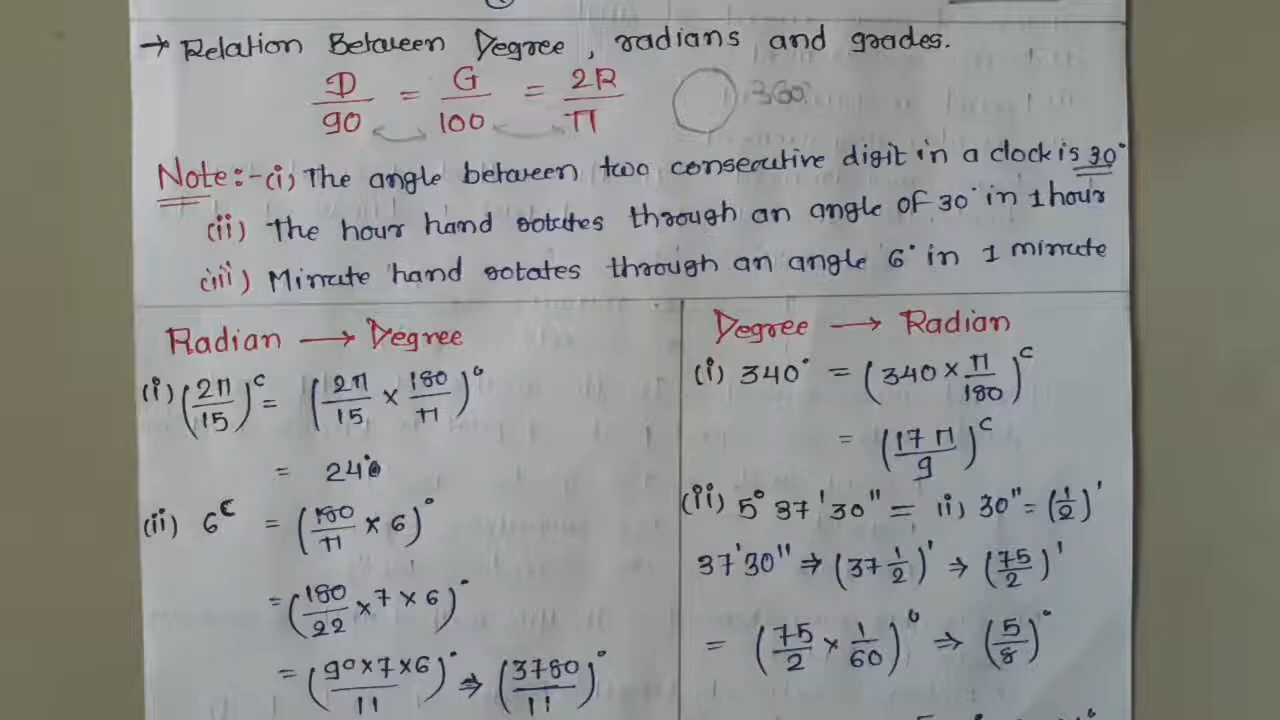 → Relation Between Degree, radians and grades.
D/90 = G/100 = 2R/π
360°
Note:- (i) The angle between two consecutive digit in a clock is 30°
(ii) The hour hand rotates through an angle of 30° in 1 hour
(iii) Minute hand rotates through an angle 6° in 1 minute
Radian → Degree
(i) (2π/15)ᶜ = (2π/15 × 180/π)°
= 24°
(ii) 6ᶜ = (180/π × 6)°
= (180/22 × 7 × 6)°
= (90×7×6/11)° ⇒ (3780/11)°
Degree → Radian
(i) 340° = (340 × π/180)ᶜ
= (17π/9)ᶜ
(ii) 5° 37' 30" = ii) 30" = (1/2)'
37'30" ⇒ (37 1/2)' ⇒ (75/2)'
= (75/2 × 1/60)° ⇒ (5/8)°